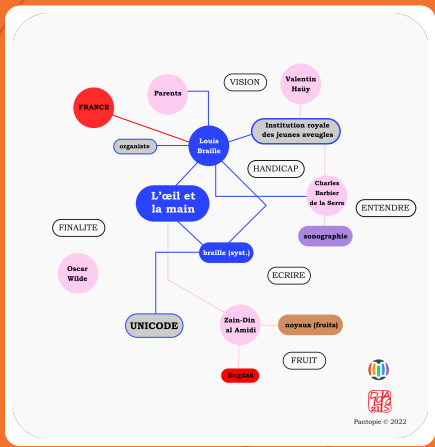 VISION
Valentin
Haüy
Parents
FRANCE
Institution royale
des jeunes aveugles
organiste
Louis
Braille
HANDICAP
Charles
Barbier
de la Serre
L'œil et
la main
ENTENDRE
FINALITE
sonographie
braille (syst.)
Oscar
Wilde
ECRIRE
UNICODE
Zain-Din
al Amidi
noyaux (fruits)
FRUIT
Bagdad
Pantopic © 2022